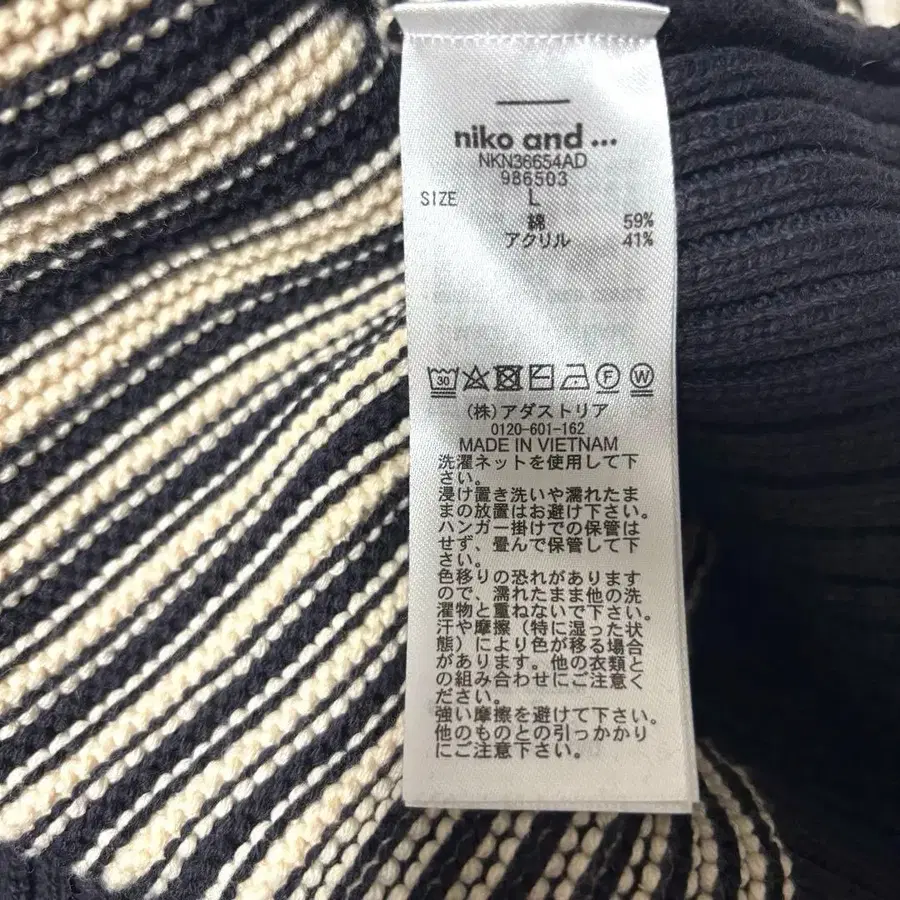 niko and ...
NKN36654AD
986503
SIZE L
綿 59%
アクリル 41%
30
F W
(株)アダストリア
0120-601-162
MADE IN VIETNAM
洗濯ネットを使用して下
さい。
浸け置き洗いや濡れたま
まの放置はお避け下さい。
ハンガー掛けでの保管は
せず、畳んで保管して下
さい。
色移りの恐れがあります
ので、濡れたまま他の洗
濯物と重ねないで下さい。
汗や摩擦（特に湿った状
態）により色が移る場合
があります。他の衣類と
の組み合わせにご注意く
ださい。
強い摩擦を避けて下さい。
他のものとの引っかかり
にご注意下さい。